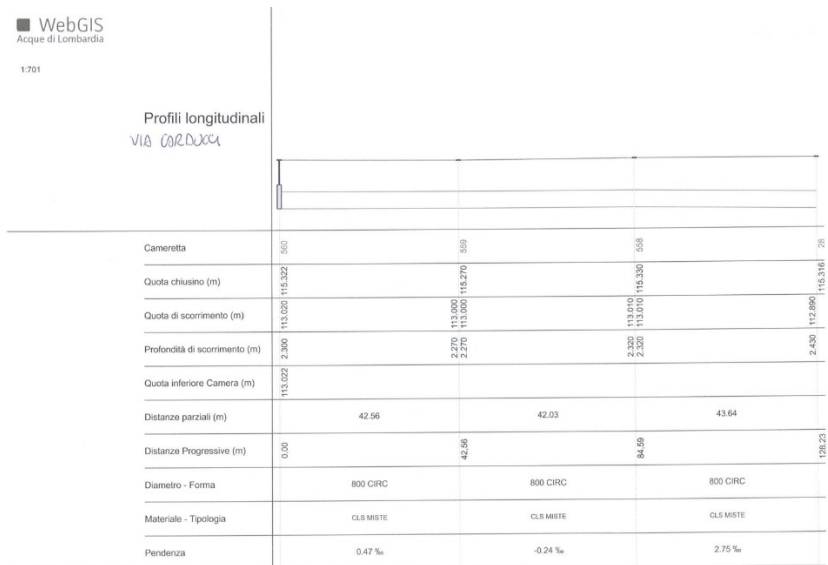 WebGIS
Acque di Lombardia
1:701
Profili longitudinali
VIA CARDUCCI
Cameretta 560 559 558 28
Quota chiusino (m) 115.322 115.270 115.330 115.316
Quota di scorrimento (m) 113.020 113.000 113.000 113.010 113.010 112.890
Profondità di scorrimento (m) 2.300 2.270 2.270 2.320 2.320 2.430
Quota inferiore Camera (m) 113.022
Distanze parziali (m) 42.56 42.03 43.64
Distanze Progressive (m) 0.00 42.56 84.59 128.23
Diametro - Forma 800 CIRC 800 CIRC 800 CIRC
Materiale - Tipologia CLS MISTE CLS MISTE CLS MISTE
Pendenza 0.47 ‰ -0.24 ‰ 2.75 ‰